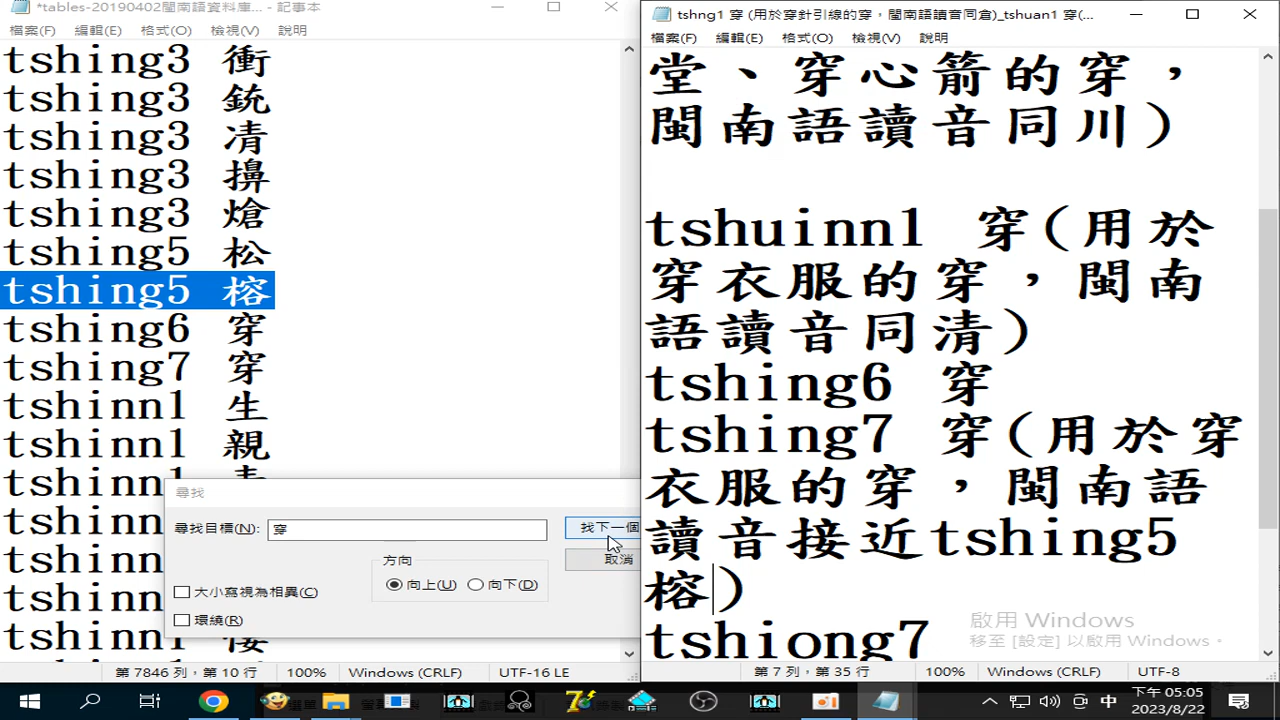 *tables-20190402閩南語資料庫... - 記事本
檔案(F) 編輯(E) 格式(O) 檢視(V) 說明
tshing3 衝
tshing3 銃
tshing3 凊
tshing3 擤
tshing3 熗
tshing5 松
tshing5 榕
tshing6 穿
tshing7 穿
tshinn1 生
tshinn1 親
tshinn1
tshinn
tshinn
tshinn
tshinn1
尋找
尋找目標(N): 穿
找下一個
取消
方向
向上(U) 向下(D)
大小寫視為相異(C)
環繞(R)
第 7846 列，第 10 行 100% Windows (CRLF) UTF-16 LE
tshng1 穿 (用於穿針引線的穿，閩南語讀音同倉)_tshuan1 穿(...
檔案(F) 編輯(E) 格式(O) 檢視(V) 說明
堂、穿心箭的穿，
閩南語讀音同川)
tshuinn1 穿(用於
穿衣服的穿，閩南
語讀音同清)
tshing6 穿
tshing7 穿(用於穿
衣服的穿，閩南語
讀音接近tshing5
榕)
tshiong7
啟用 Windows
移至 [設定] 以啟用 Windows。
第 7 列，第 35 行 100% Windows (CRLF) UTF-8
中
下午 05:05
2023/8/22